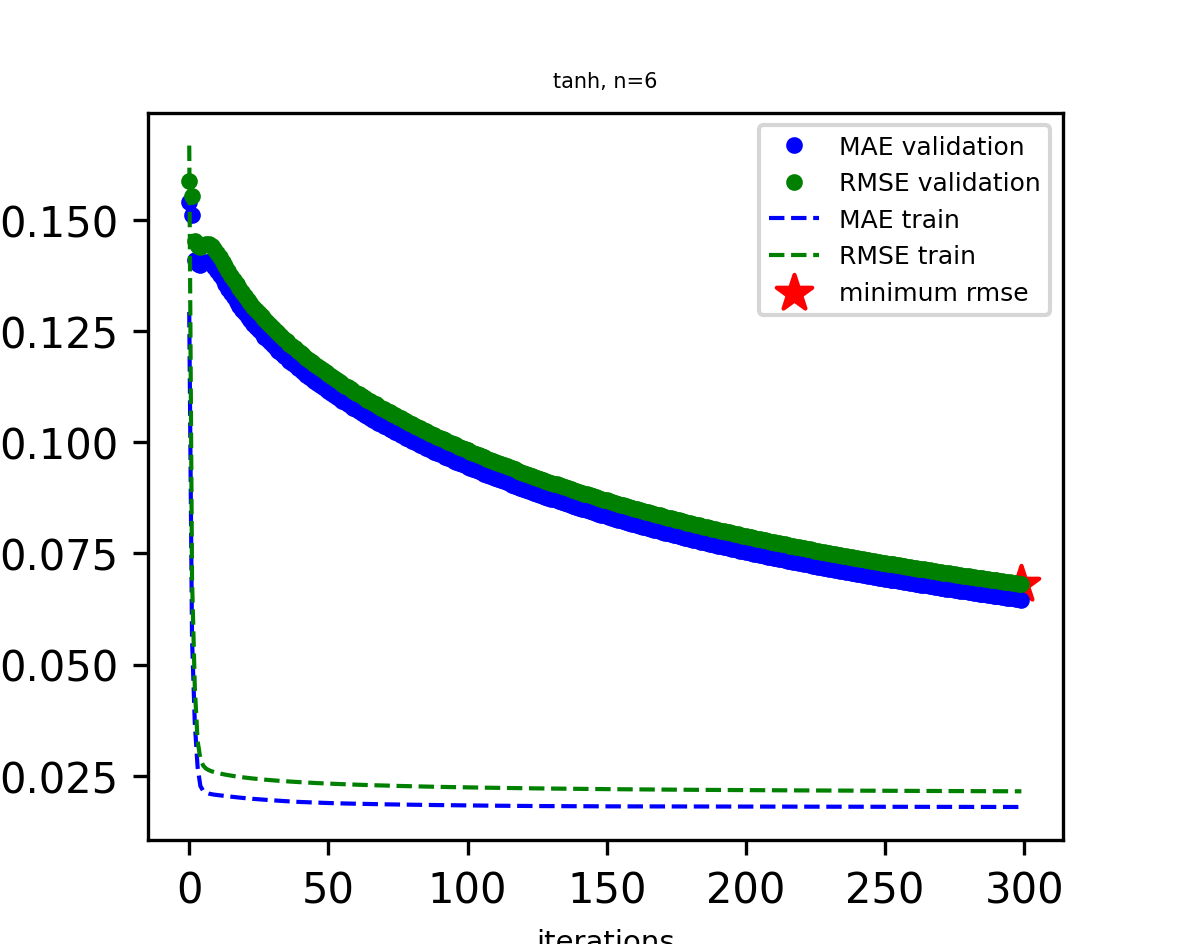 tanh, n=6
MAE validation
RMSE validation
MAE train
RMSE train
minimum rmse
0.150
0.125
0.100
0.075
0.050
0.025
0 50 100 150 200 250 300
iterations